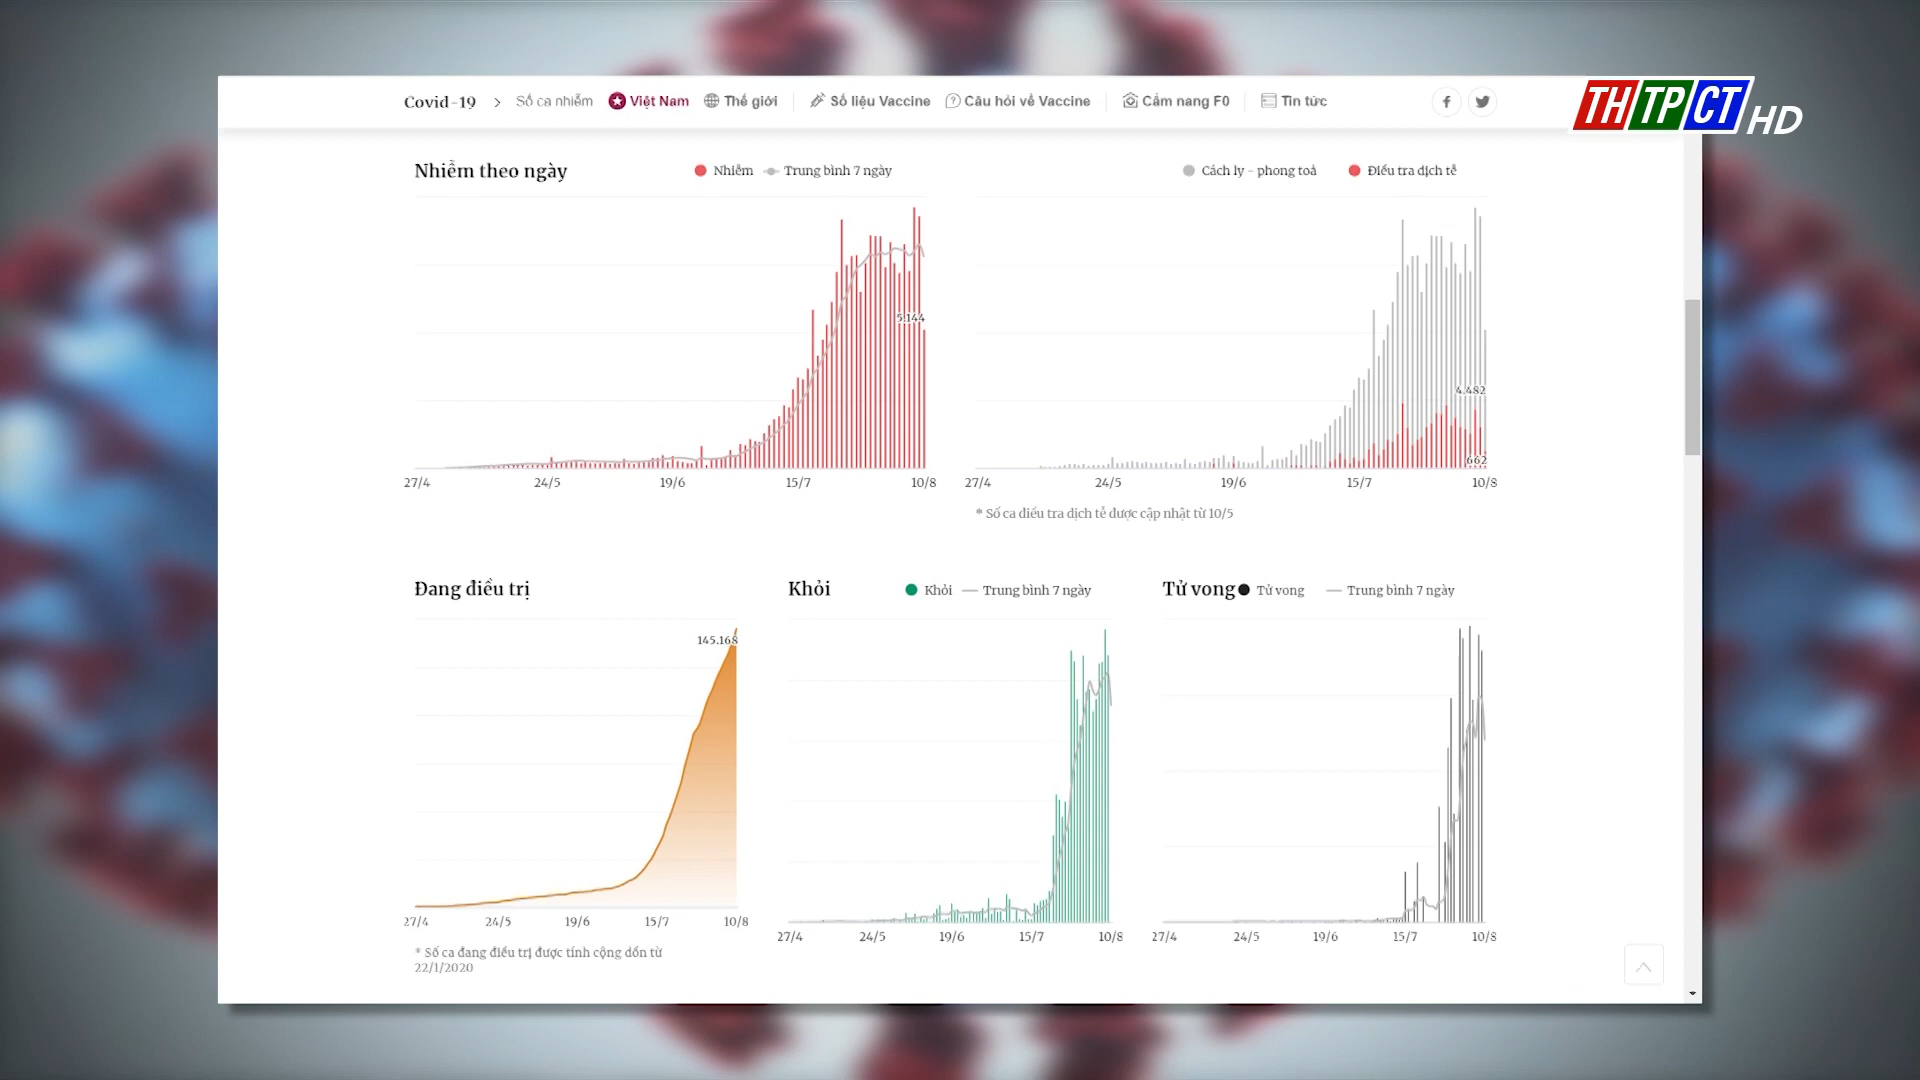 THTPCT HD
Covid-19 > Số ca nhiễm Việt Nam Thế giới Số liệu Vaccine Câu hỏi về Vaccine Cẩm nang F0 Tin tức
Nhiễm theo ngày Nhiễm Trung bình 7 ngày
Cách ly - phong toả Điều tra dịch tễ
5.144
4.482
662
27/4 24/5 19/6 15/7 10/8
27/4 24/5 19/6 15/7 10/8
* Số ca điều tra dịch tễ được cập nhật từ 10/5
Đang điều trị
145.168
27/4 24/5 19/6 15/7 10/8
* Số ca đang điều trị được tính cộng dồn từ
22/1/2020
Khỏi Khỏi Trung bình 7 ngày
27/4 24/5 19/6 15/7 10/8
Tử vong Tử vong Trung bình 7 ngày
27/4 24/5 19/6 15/7 10/8